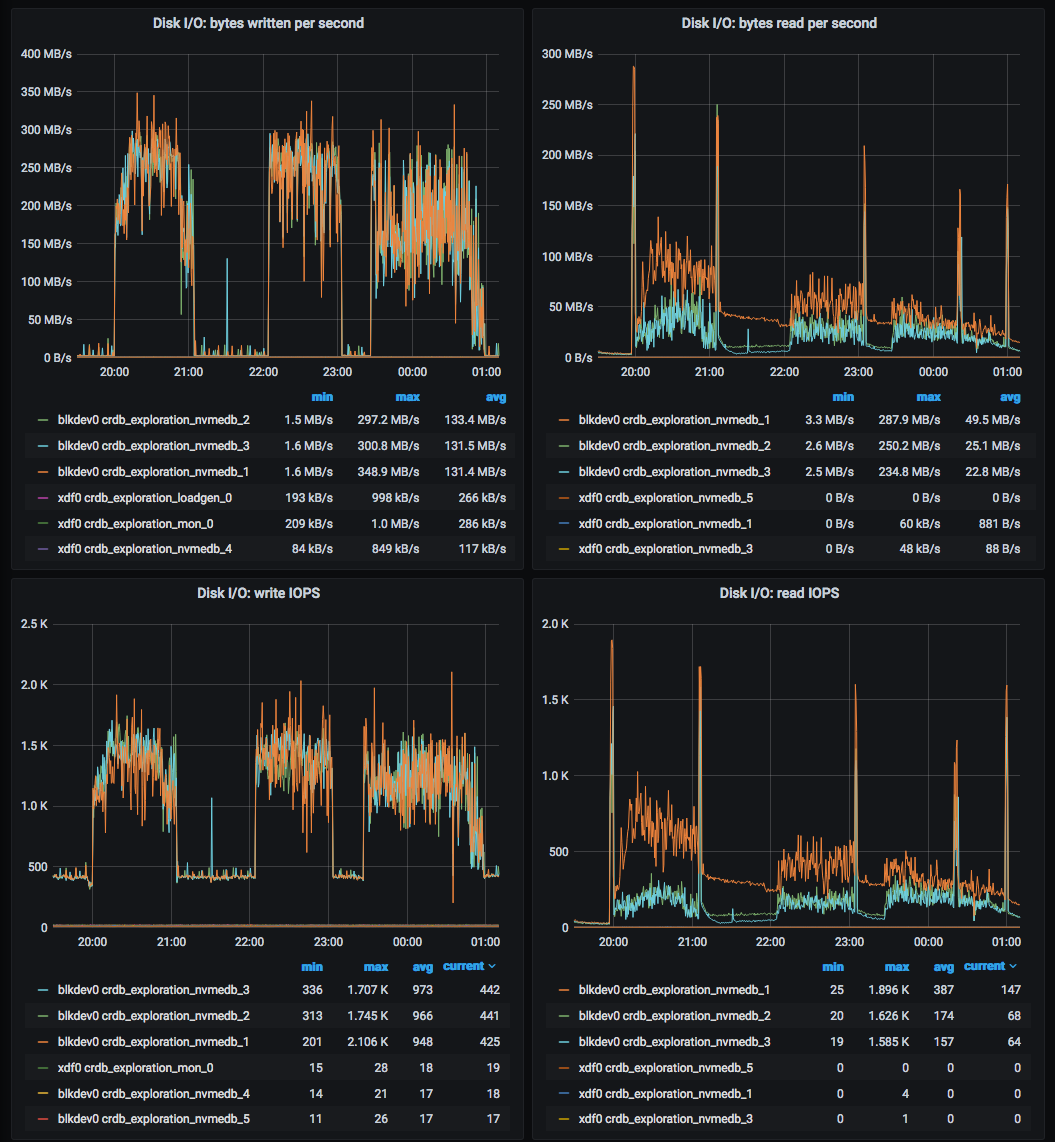 Disk I/O: bytes written per second
400 MB/s
350 MB/s
300 MB/s
250 MB/s
200 MB/s
150 MB/s
100 MB/s
50 MB/s
0 B/s
20:00 21:00 22:00 23:00 00:00 01:00
min max avg
blkdev0 crdb_exploration_nvmedb_2 1.5 MB/s 297.2 MB/s 133.4 MB/s
blkdev0 crdb_exploration_nvmedb_3 1.6 MB/s 300.8 MB/s 131.5 MB/s
blkdev0 crdb_exploration_nvmedb_1 1.6 MB/s 348.9 MB/s 131.4 MB/s
xdf0 crdb_exploration_loadgen_0 193 kB/s 998 kB/s 266 kB/s
xdf0 crdb_exploration_mon_0 209 kB/s 1.0 MB/s 286 kB/s
xdf0 crdb_exploration_nvmedb_4 84 kB/s 849 kB/s 117 kB/s
Disk I/O: bytes read per second
300 MB/s
250 MB/s
200 MB/s
150 MB/s
100 MB/s
50 MB/s
0 B/s
20:00 21:00 22:00 23:00 00:00 01:00
min max avg
blkdev0 crdb_exploration_nvmedb_1 3.3 MB/s 287.9 MB/s 49.5 MB/s
blkdev0 crdb_exploration_nvmedb_2 2.6 MB/s 250.2 MB/s 25.1 MB/s
blkdev0 crdb_exploration_nvmedb_3 2.5 MB/s 234.8 MB/s 22.8 MB/s
xdf0 crdb_exploration_nvmedb_5 0 B/s 0 B/s 0 B/s
xdf0 crdb_exploration_nvmedb_1 0 B/s 60 kB/s 881 B/s
xdf0 crdb_exploration_nvmedb_3 0 B/s 48 kB/s 88 B/s
Disk I/O: write IOPS
2.5 K
2.0 K
1.5 K
1.0 K
500
0
20:00 21:00 22:00 23:00 00:00 01:00
min max avg current
blkdev0 crdb_exploration_nvmedb_3 336 1.707 K 973 442
blkdev0 crdb_exploration_nvmedb_2 313 1.745 K 966 441
blkdev0 crdb_exploration_nvmedb_1 201 2.106 K 948 425
xdf0 crdb_exploration_mon_0 15 28 18 19
blkdev0 crdb_exploration_nvmedb_4 14 21 17 18
blkdev0 crdb_exploration_nvmedb_5 11 26 17 17
Disk I/O: read IOPS
2.0 K
1.5 K
1.0 K
500
0
20:00 21:00 22:00 23:00 00:00 01:00
min max avg current
blkdev0 crdb_exploration_nvmedb_1 25 1.896 K 387 147
blkdev0 crdb_exploration_nvmedb_2 20 1.626 K 174 68
blkdev0 crdb_exploration_nvmedb_3 19 1.585 K 157 64
xdf0 crdb_exploration_nvmedb_5 0 0 0 0
xdf0 crdb_exploration_nvmedb_1 0 4 0 0
xdf0 crdb_exploration_nvmedb_3 0 1 0 0